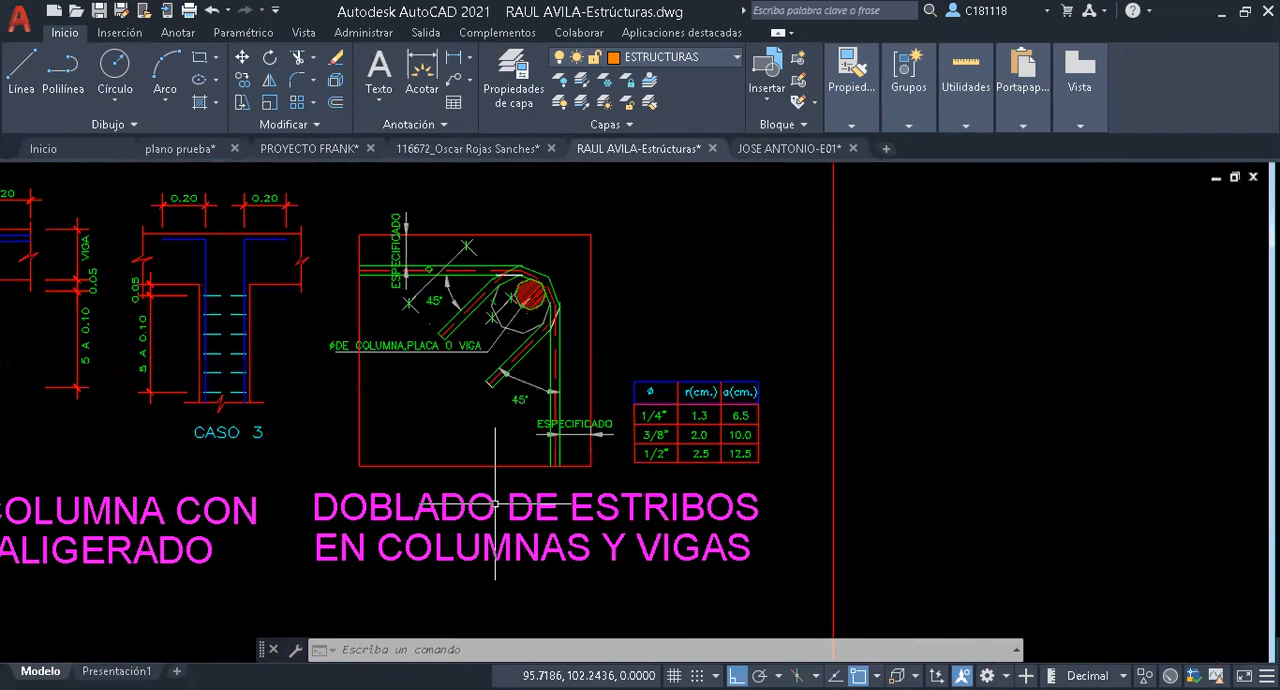 Autodesk AutoCAD 2021 RAUL AVILA-Estrúcturas.dwg
Escriba palabra clave o frase
C181118
Inicio Inserción Anotar Paramétrico Vista Administrar Salida Complementos Colaborar Aplicaciones destacadas
Línea Polilínea Círculo Arco
Texto Acotar
Propiedades de capa
ESTRUCTURAS
Insertar
Propied... Grupos Utilidades Portapap... Vista
Dibujo Modificar Anotación Capas Bloque
Inicio plano prueba* PROYECTO FRANK* 116672_Oscar Rojas Sanches* RAUL AVILA-Estrúcturas* JOSE ANTONIO-E01*
20
0.20 0.20
VIGA
0.05
5 A 0.10
0.05
5 A 0.10
CASO 3
ESPECIFICADO
45°
ϕDE COLUMNA,PLACA O VIGA
45°
ESPECIFICADO
ϕ r(cm.) a(cm.)
1/4" 1.3 6.5
3/8" 2.0 10.0
1/2" 2.5 12.5
COLUMNA CON
ALIGERADO
DOBLADO DE ESTRIBOS
EN COLUMNAS Y VIGAS
Escriba un comando
Modelo Presentación1
95.7186, 102.2436, 0.0000
Decimal